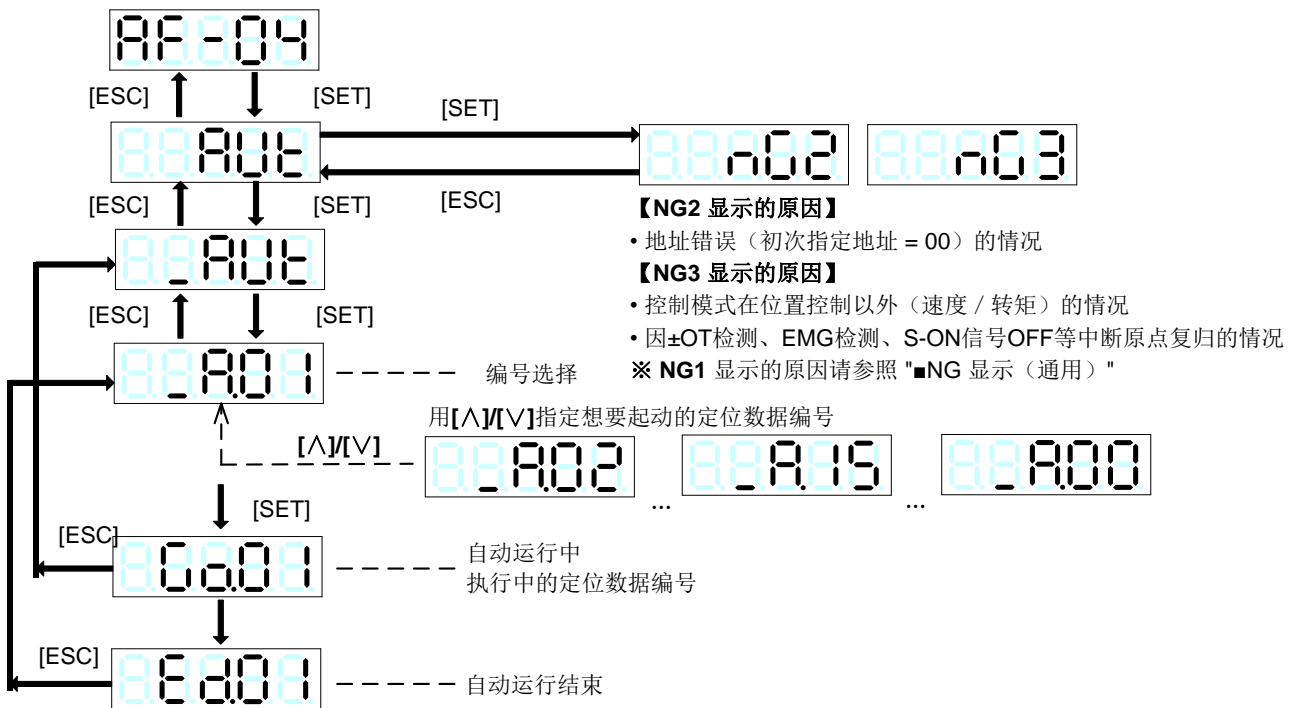 AF-04
[ESC]
[SET]
[SET]
AUt
nG2
nG3
[ESC]
[SET]
[ESC]
【NG2 显示的原因】
• 地址错误（初次指定地址 = 00）的情况
_AUt
【NG3 显示的原因】
• 控制模式在位置控制以外（速度 / 转矩）的情况
[ESC]
[SET]
• 因±OT检测、EMG检测、S-ON信号OFF等中断原点复归的情况
_A.01
编号选择
※ NG1 显示的原因请参照 "■NG 显示（通用）"
用[∧]/[∨]指定想要起动的定位数据编号
[∧]/[∨]
_A.02
...
_A.15
...
_A.00
[SET]
[ESC]
Go.01
自动运行中
执行中的定位数据编号
[ESC]
Ed.01
自动运行结束